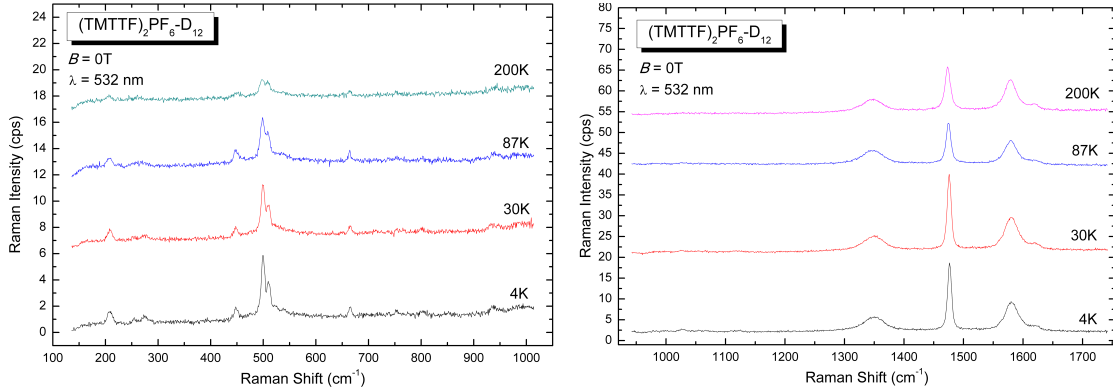 (TMTTF)₂PF₆-D₁₂
B = 0T
λ = 532 nm
200K
87K
30K
4K
Raman Itensity (cps)
24
22
20
18
16
14
12
10
8
6
4
2
0
100 200 300 400 500 600 700 800 900 1000
Raman Shift (cm⁻¹)
(TMTTF)₂PF₆-D₁₂
B = 0T
λ = 532 nm
200K
87K
30K
4K
Raman Intensity (cps)
80
75
70
65
60
55
50
45
40
35
30
25
20
15
10
5
0
1000 1100 1200 1300 1400 1500 1600 1700
Raman Shift (cm⁻¹)